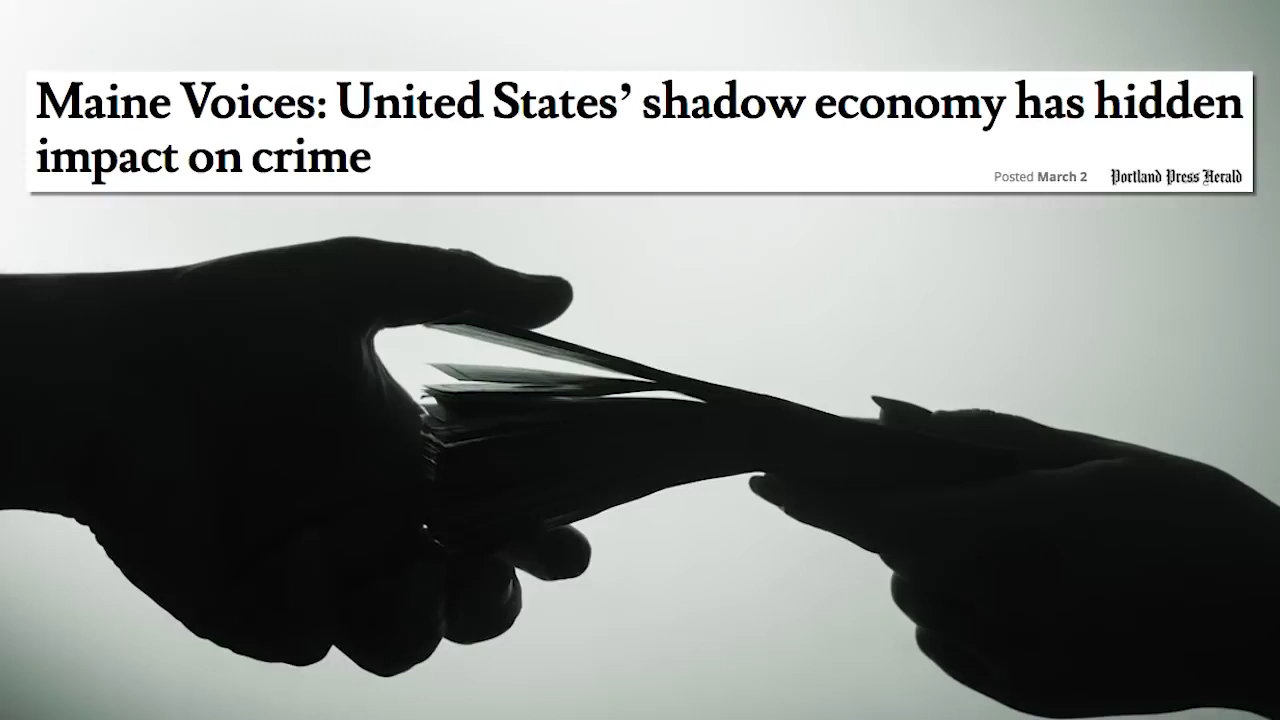 Maine Voices: United States’ shadow economy has hidden
impact on crime
Posted March 2 Portland Press Herald